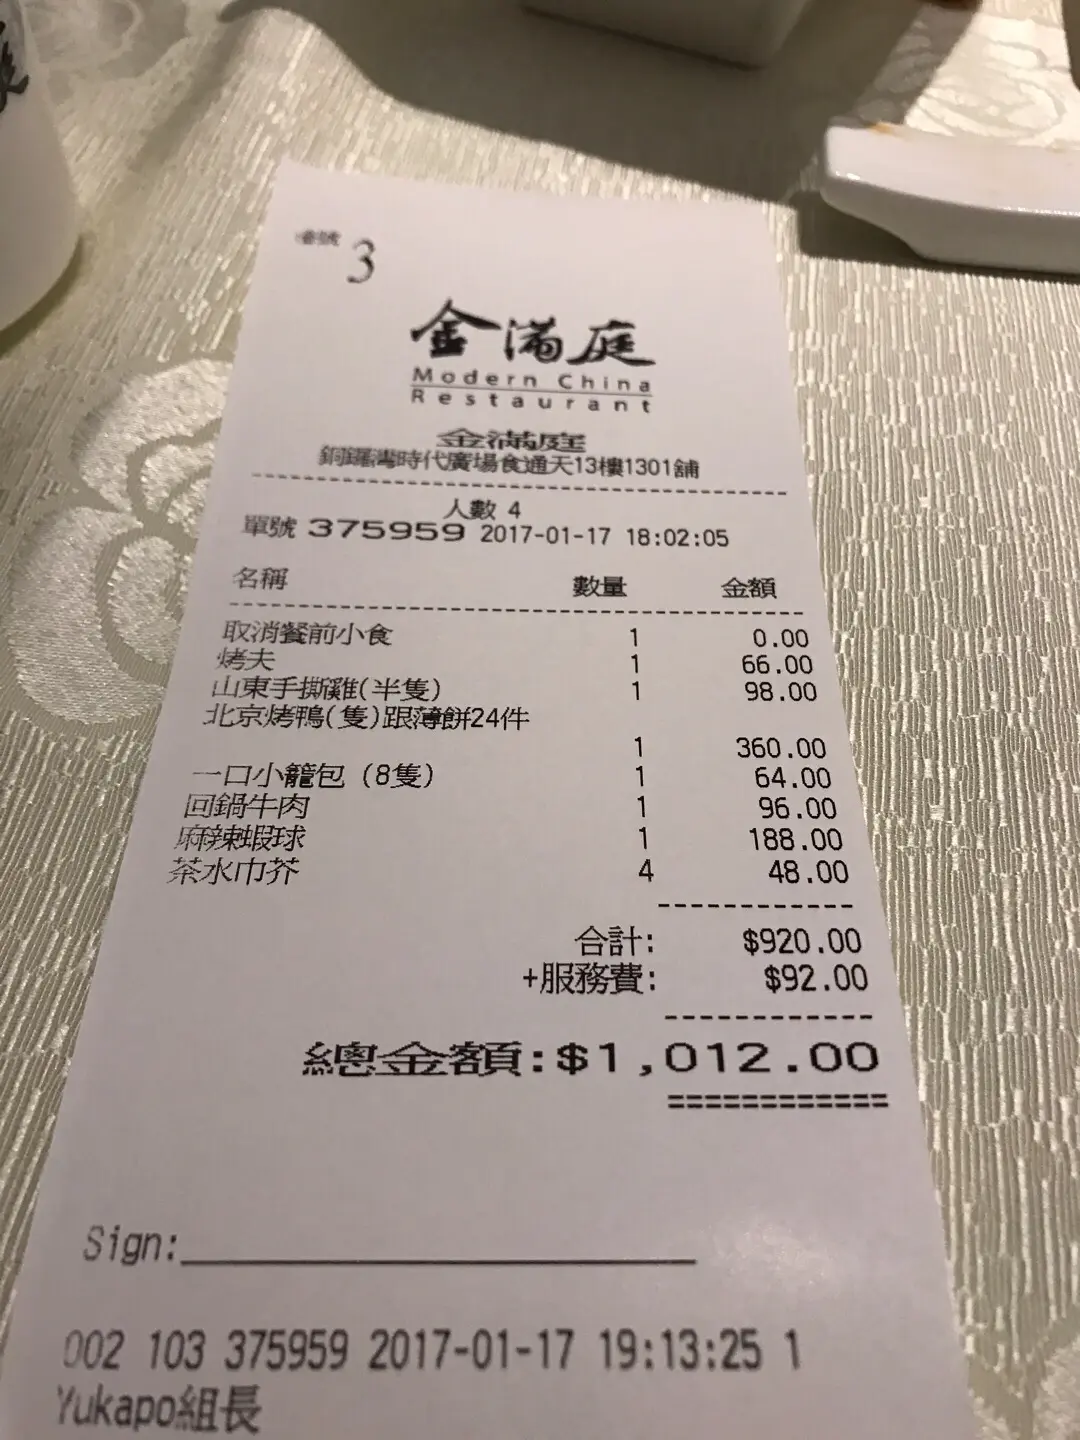 3
金滿庭
Modern China
Restaurant
金滿庭
銅鑼灣時代廣場食通天13樓1301舖
人數 4
單號 375959 2017-01-17 18:02:05
名稱 數量 金額
取消餐前小食 1 0.00
烤夫 1 66.00
山東手撕雞(半隻) 1 98.00
北京烤鴨(隻)跟薄餅24件
1 360.00
一口小籠包 (8隻) 1 64.00
回鍋牛肉 1 96.00
麻辣蝦球 1 188.00
茶水巾芥 4 48.00
合計: $920.00
+服務費: $92.00
總金額:$1,012.00
Sign:
002 103 375959 2017-01-17 19:13:25 1
Yukapo組長